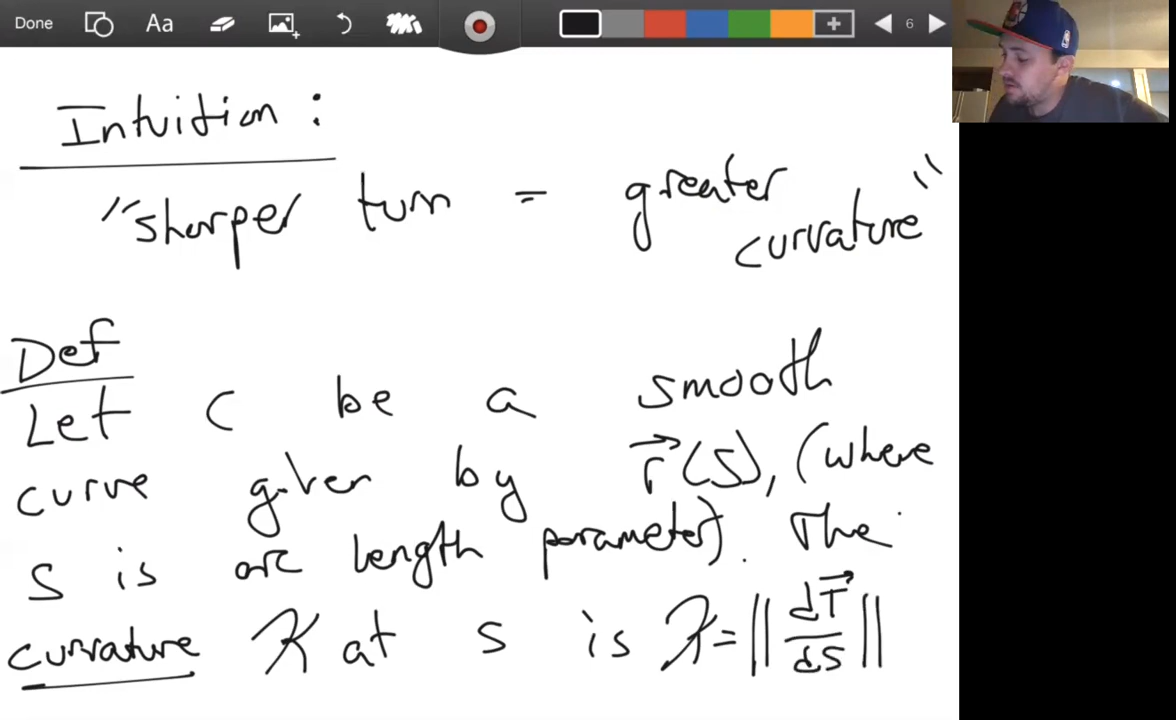 Done Aa 6
Intuition:
"sharper turn = greater
curvature"
Def
Let C be a smooth
curve given by r⃗(s), (where
s is arc length parameter). The
curvature K at s is K = || dT⃗/ds ||